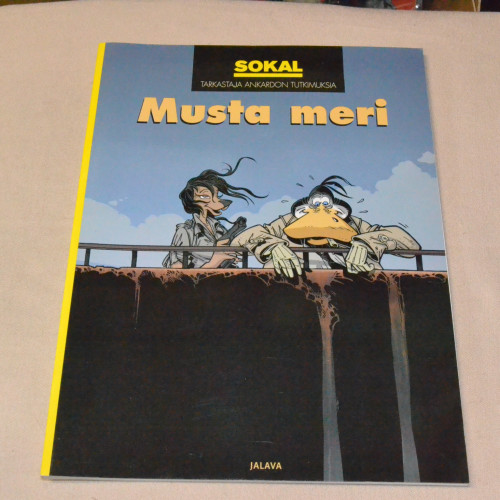 SOKAL
TARKASTAJA ANKARDON TUTKIMUKSIA
Musta meri
JALAVA